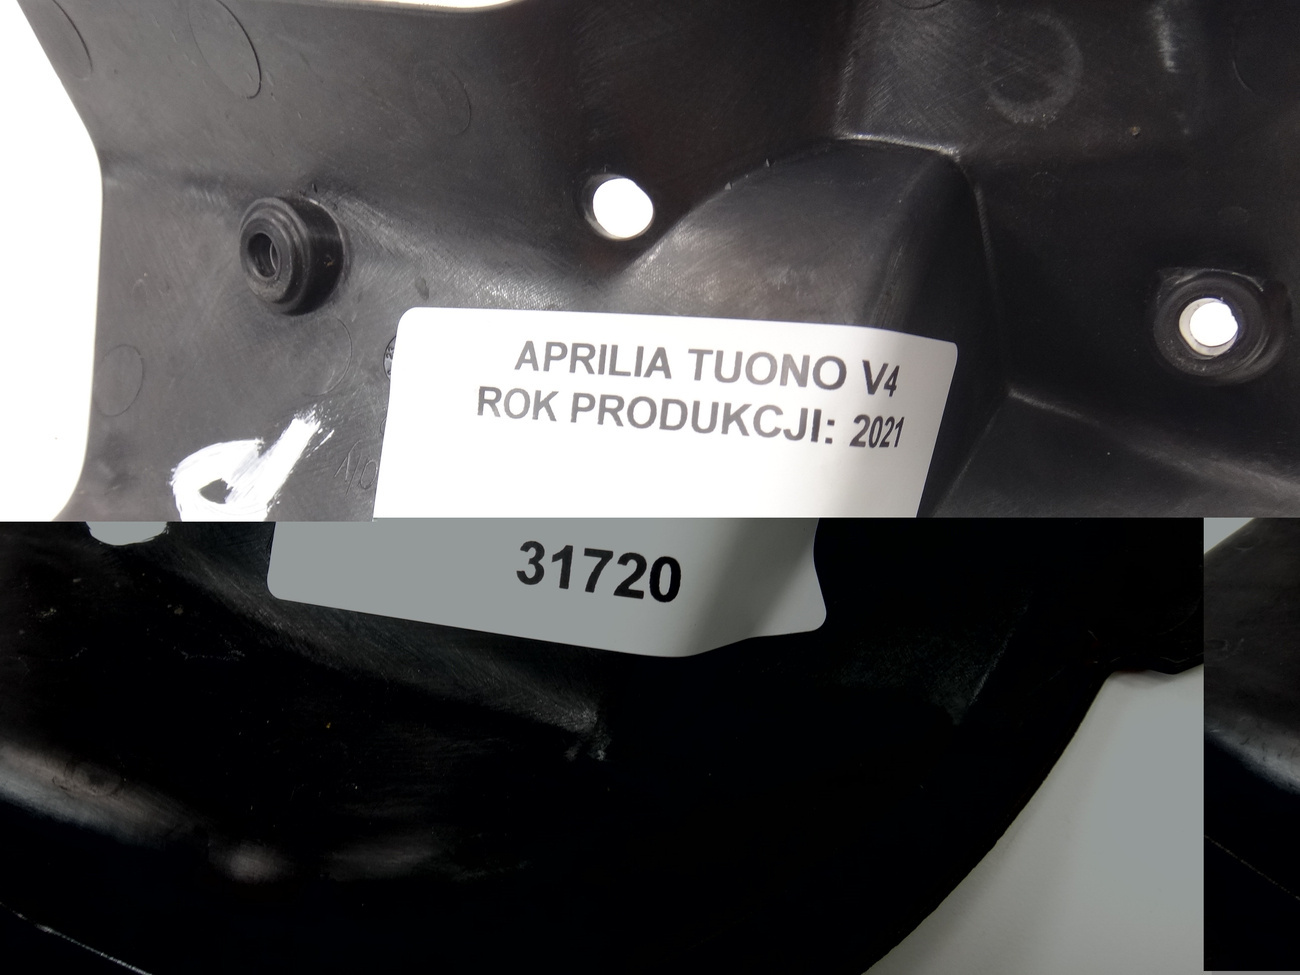 APRILIA TUONO V4
ROK PRODUKCJI: 2021
31720